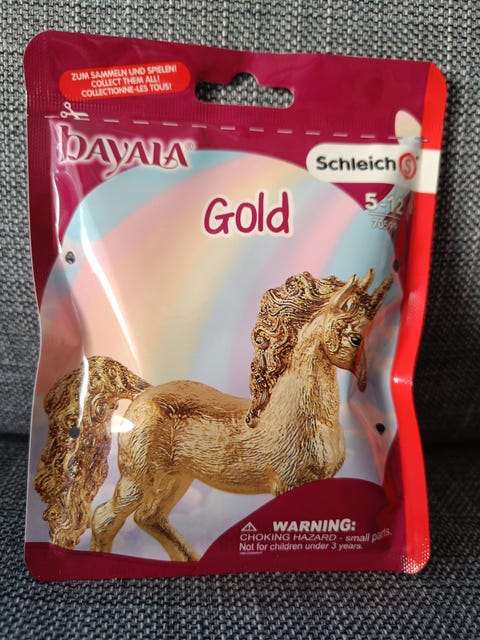 ZUM SAMMELN UND SPIELEN!
COLLECT THEM ALL!
COLLECTIONNE-LES TOUS!
bayala®
Schleich S
5-12
Gold
WARNING:
CHOKING HAZARD - small parts.
Not for children under 3 years.